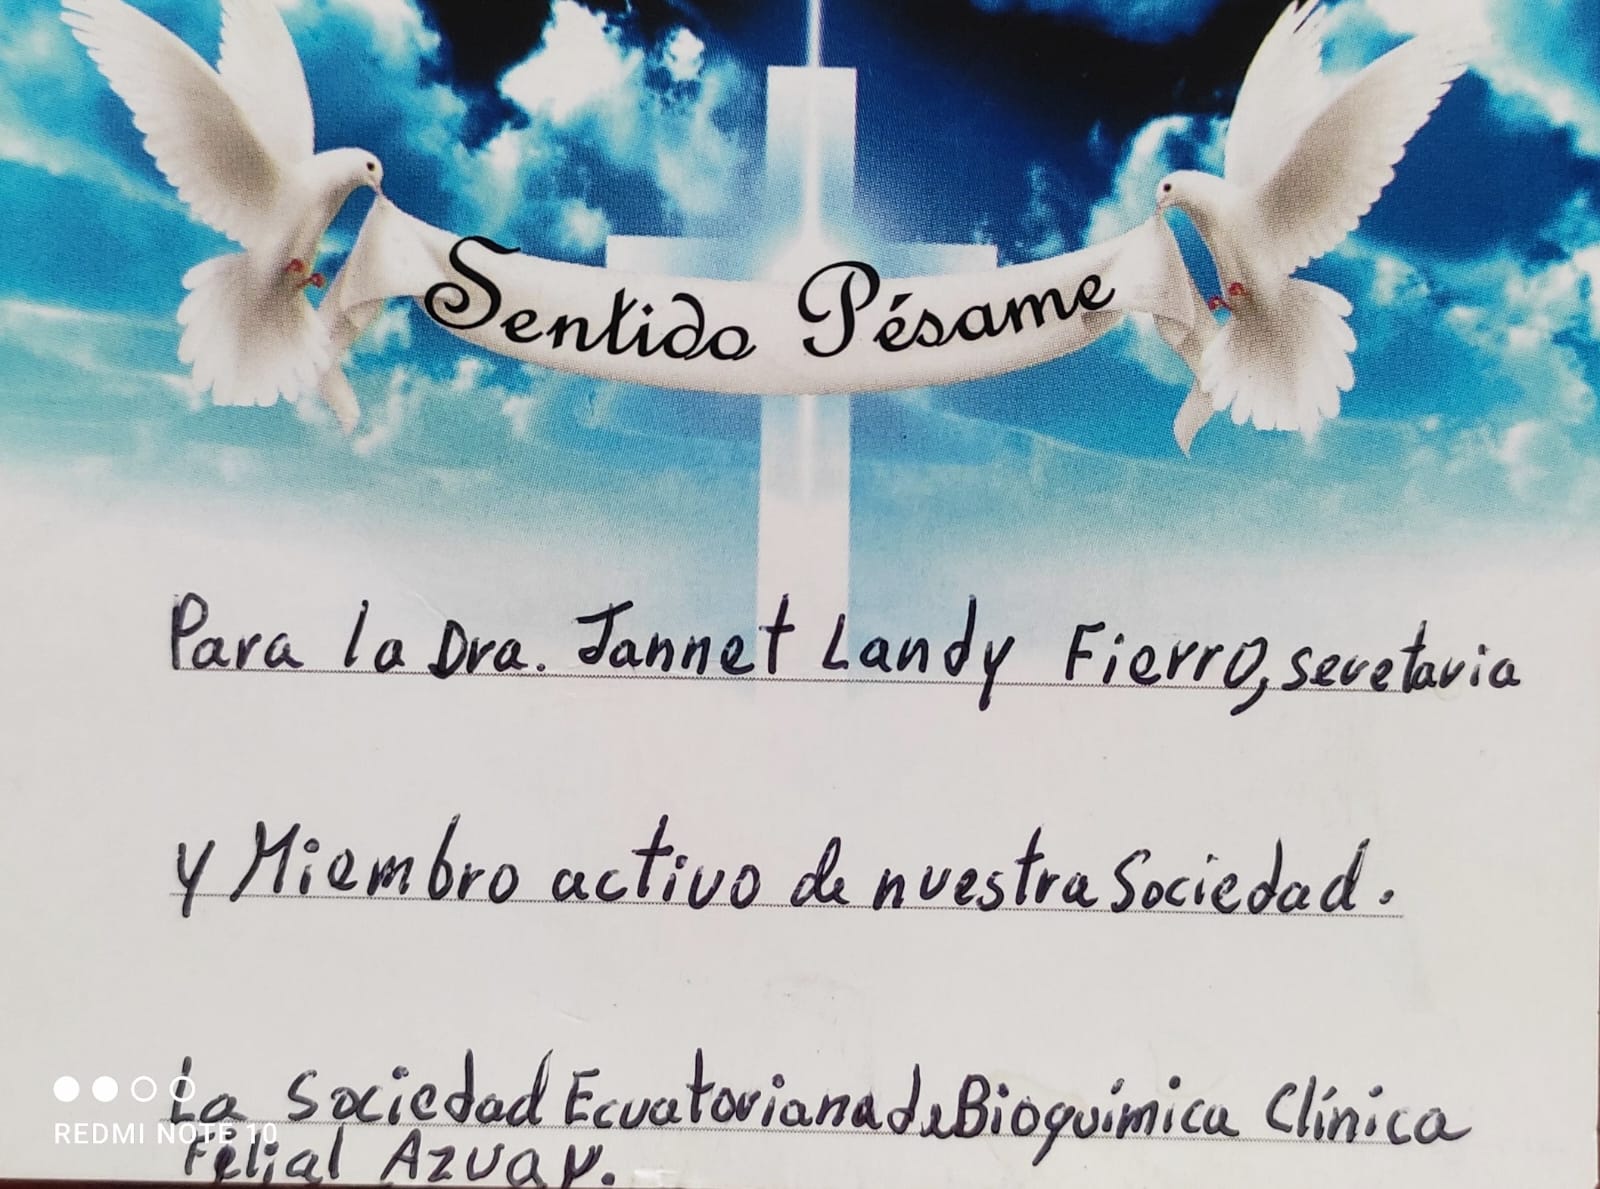 Sentido Pésame
Para la Dra. Jannet Landy Fierro, secretaria
y Miembro activo de nuestra Sociedad.
La Sociedad Ecuatoriana de Bioquímica Clínica
Felial Azuay.
REDMI NOTE 10